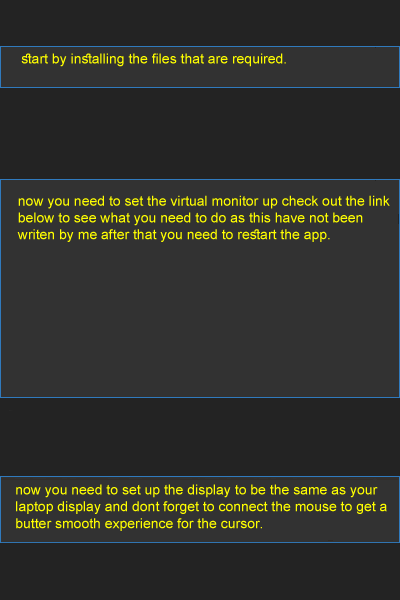 start by installing the files that are required.
now you need to set the virtual monitor up check out the link
below to see what you need to do as this have not been
writen by me after that you need to restart the app.
now you need to set up the display to be the same as your
laptop display and dont forget to connect the mouse to get a
butter smooth experience for the cursor.